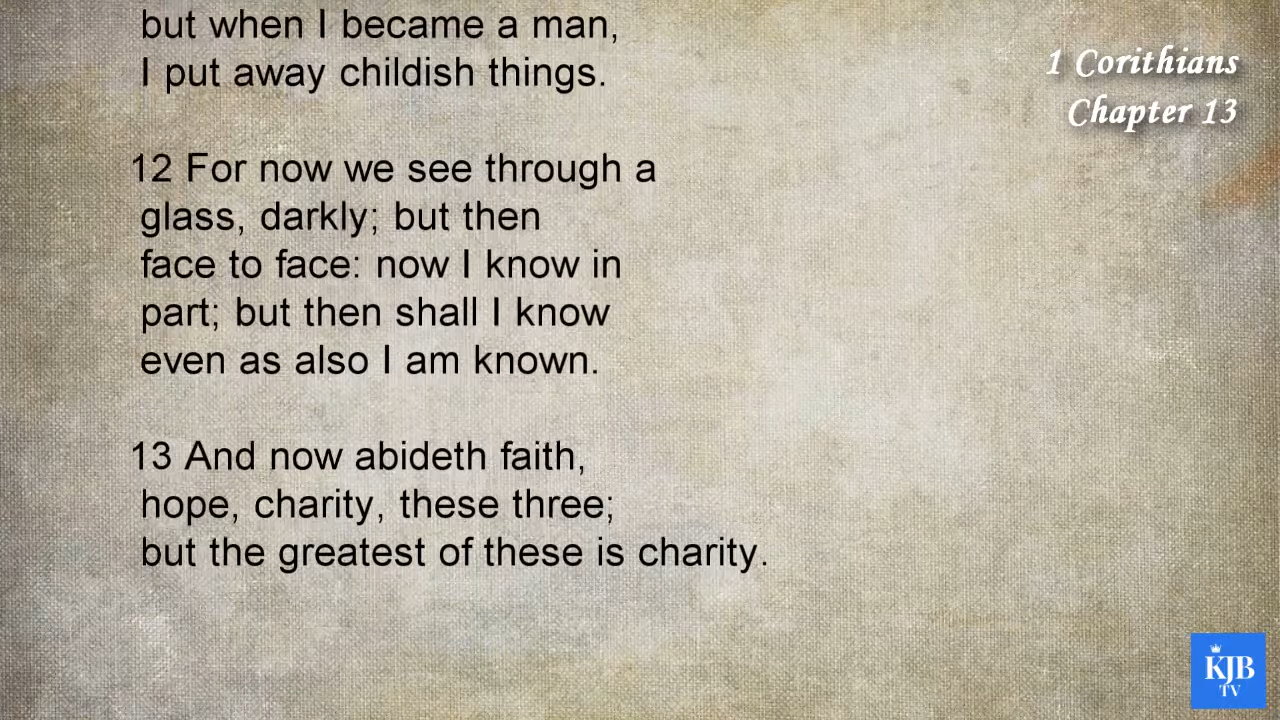 but when I became a man,
I put away childish things.
1 Corithians
Chapter 13
12 For now we see through a
glass, darkly; but then
face to face: now I know in
part; but then shall I know
even as also I am known.
13 And now abideth faith,
hope, charity, these three;
but the greatest of these is charity.
KJB
TV